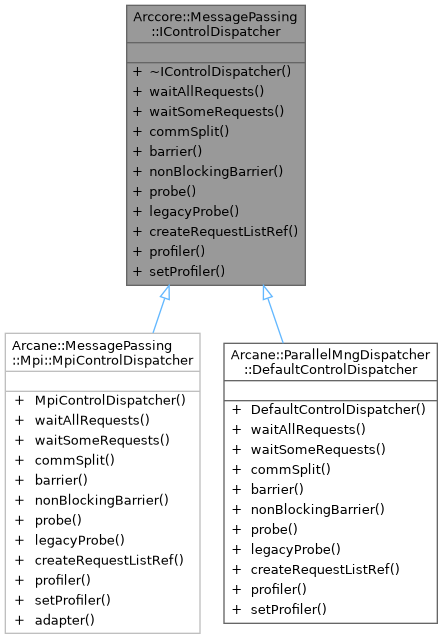 Arccore::MessagePassing
::IControlDispatcher
+ ~IControlDispatcher()
+ waitAllRequests()
+ waitSomeRequests()
+ commSplit()
+ barrier()
+ nonBlockingBarrier()
+ probe()
+ legacyProbe()
+ createRequestListRef()
+ profiler()
+ setProfiler()
Arcane::MessagePassing
::Mpi::MpiControlDispatcher
+ MpiControlDispatcher()
+ waitAllRequests()
+ waitSomeRequests()
+ commSplit()
+ barrier()
+ nonBlockingBarrier()
+ probe()
+ legacyProbe()
+ createRequestListRef()
+ profiler()
+ setProfiler()
+ adapter()
Arcane::ParallelMngDispatcher
::DefaultControlDispatcher
+ DefaultControlDispatcher()
+ waitAllRequests()
+ waitSomeRequests()
+ commSplit()
+ barrier()
+ nonBlockingBarrier()
+ probe()
+ legacyProbe()
+ createRequestListRef()
+ profiler()
+ setProfiler()